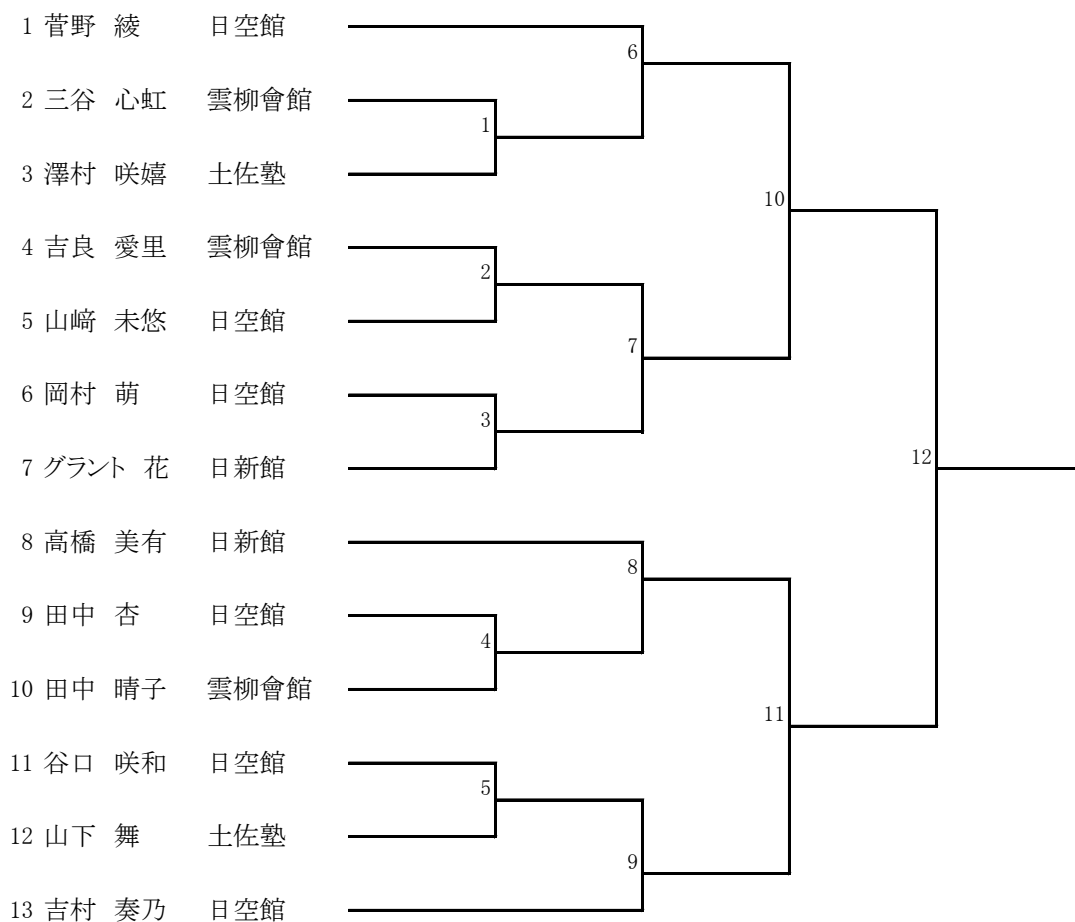 1 菅野 綾 日空館
6
2 三谷 心虹 雲柳會館
1
3 澤村 咲嬉 土佐塾
10
4 吉良 愛里 雲柳會館
2
5 山﨑 未悠 日空館
7
6 岡村 萌 日空館
3
7 グラント 花 日新館
12
8 高橋 美有 日新館
8
9 田中 杏 日空館
4
10 田中 晴子 雲柳會館
11
11 谷口 咲和 日空館
5
12 山下 舞 土佐塾
9
13 吉村 奏乃 日空館